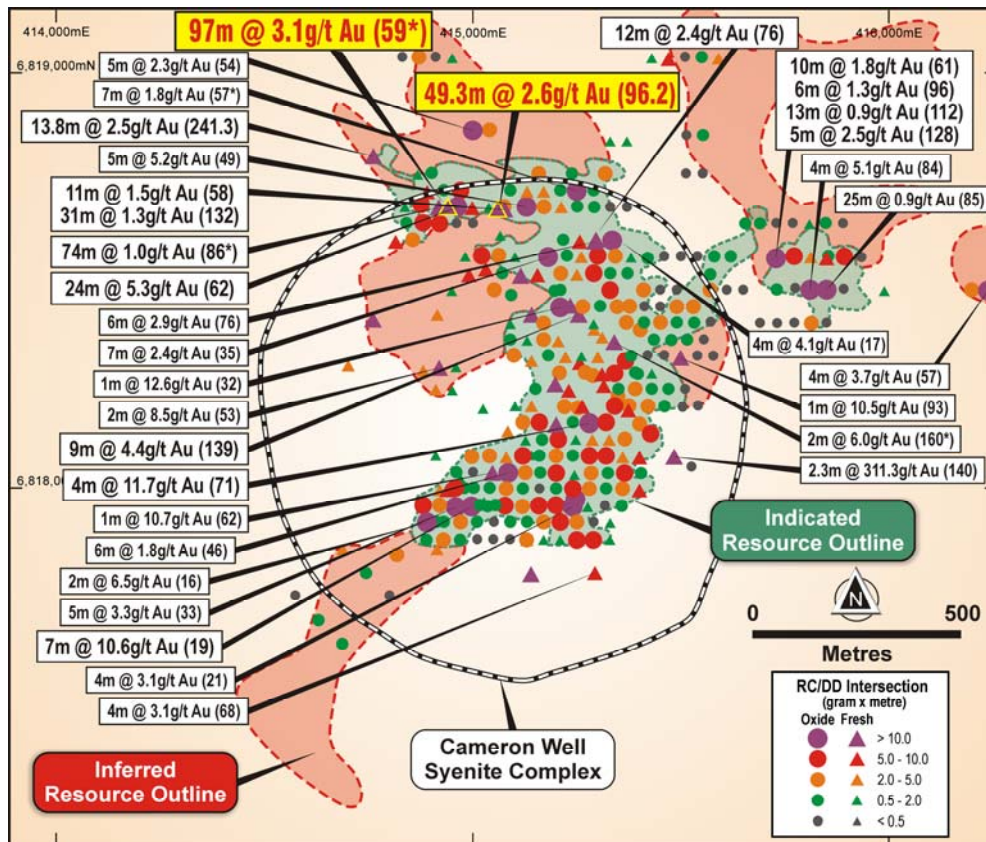 414,000mE
415,000mE
416,000mE
6,819,000mN
97m @ 3.1g/t Au (59*)
49.3m @ 2.6g/t Au (96.2)
12m @ 2.4g/t Au (76)
5m @ 2.3g/t Au (54)
7m @ 1.8g/t Au (57*)
13.8m @ 2.5g/t Au (241.3)
5m @ 5.2g/t Au (49)
11m @ 1.5g/t Au (58)
31m @ 1.3g/t Au (132)
74m @ 1.0g/t Au (86*)
24m @ 5.3g/t Au (62)
6m @ 2.9g/t Au (76)
7m @ 2.4g/t Au (35)
1m @ 12.6g/t Au (32)
2m @ 8.5g/t Au (53)
9m @ 4.4g/t Au (139)
4m @ 11.7g/t Au (71)
6,818,0
1m @ 10.7g/t Au (62)
6m @ 1.8g/t Au (46)
2m @ 6.5g/t Au (16)
5m @ 3.3g/t Au (33)
7m @ 10.6g/t Au (19)
4m @ 3.1g/t Au (21)
4m @ 3.1g/t Au (68)
10m @ 1.8g/t Au (61)
6m @ 1.3g/t Au (96)
13m @ 0.9g/t Au (112)
5m @ 2.5g/t Au (128)
4m @ 5.1g/t Au (84)
25m @ 0.9g/t Au (85)
4m @ 4.1g/t Au (17)
4m @ 3.7g/t Au (57)
1m @ 10.5g/t Au (93)
2m @ 6.0g/t Au (160*)
2.3m @ 311.3g/t Au (140)
Indicated
Resource Outline
Inferred
Resource Outline
Cameron Well
Syenite Complex
N
0 500
Metres
RC/DD Intersection
(gram x metre)
Oxide Fresh
> 10.0
5.0 - 10.0
2.0 - 5.0
0.5 - 2.0
< 0.5